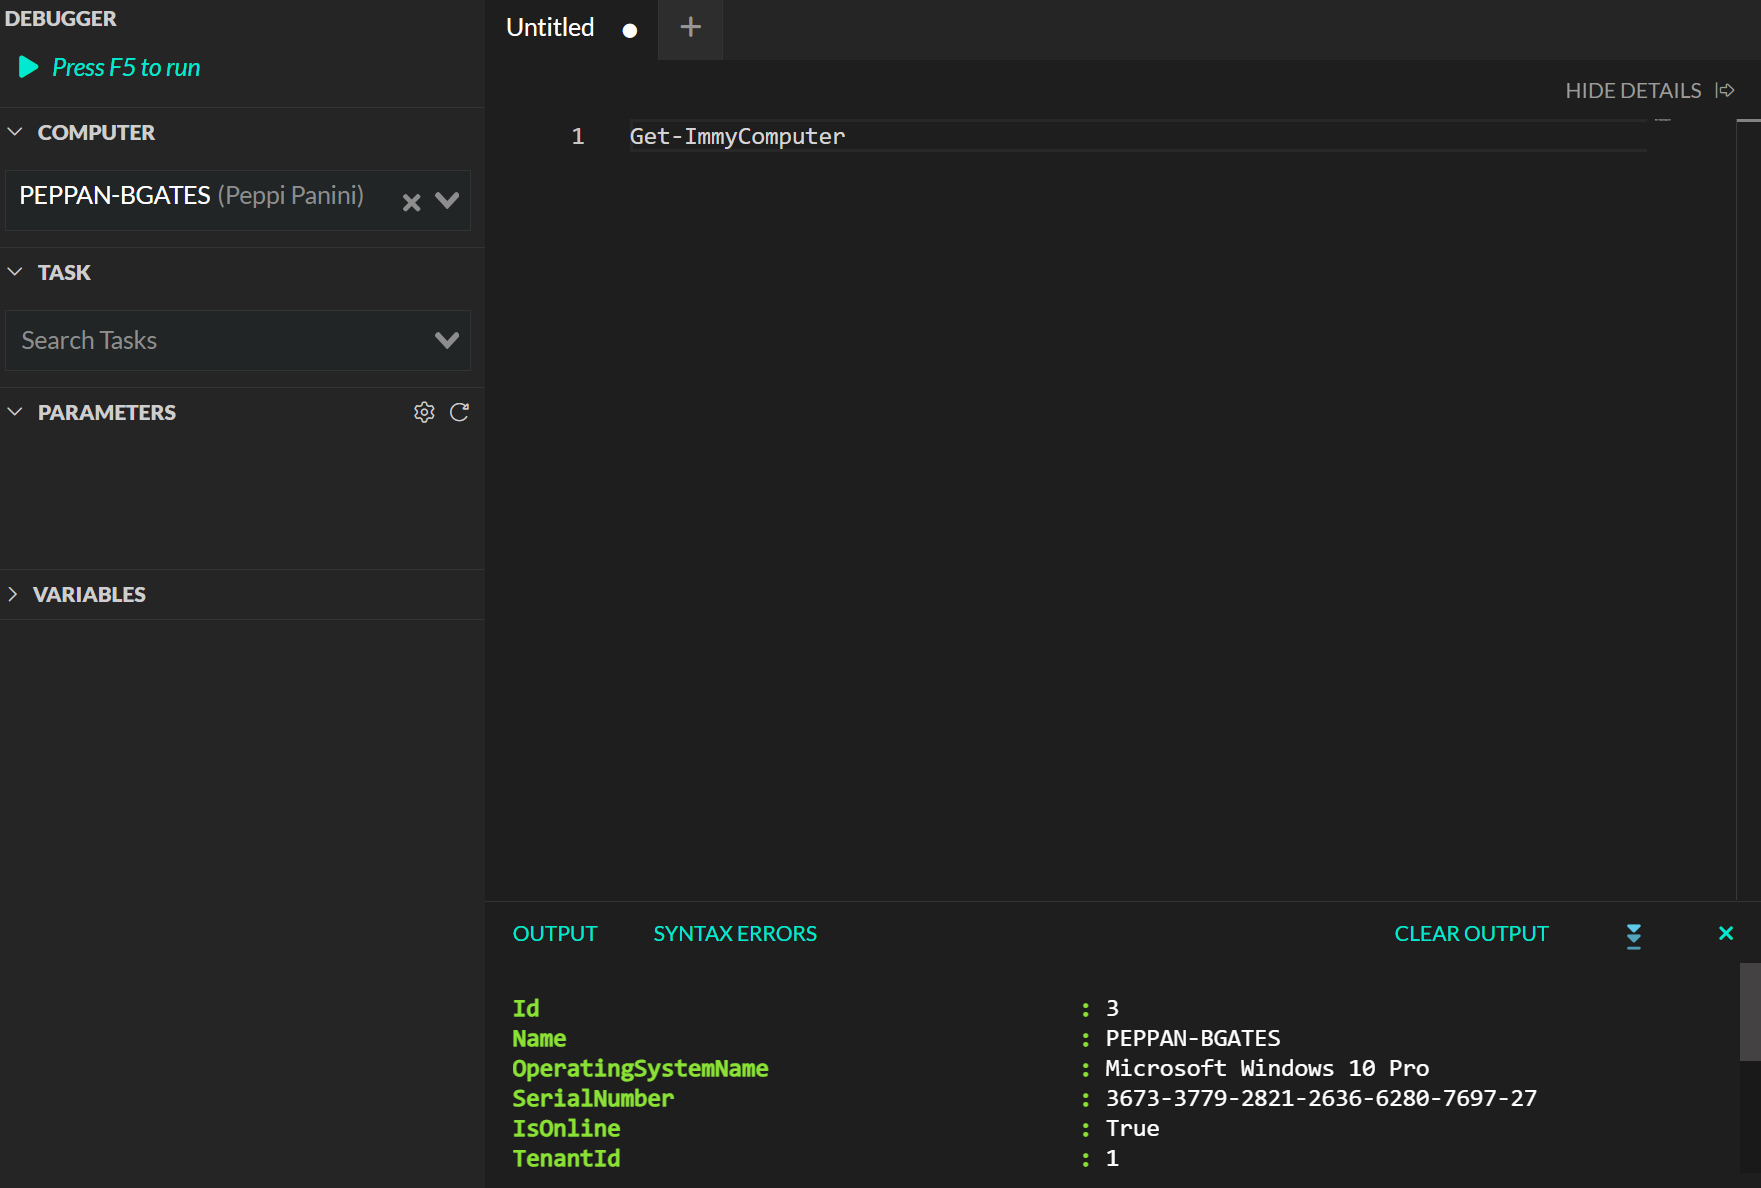 DEBUGGER
Press F5 to run
COMPUTER
PEPPAN-BGATES (Peppi Panini)
TASK
Search Tasks
PARAMETERS
VARIABLES
Untitled
HIDE DETAILS
1 Get-ImmyComputer
OUTPUT SYNTAX ERRORS CLEAR OUTPUT
Id : 3
Name : PEPPAN-BGATES
OperatingSystemName : Microsoft Windows 10 Pro
SerialNumber : 3673-3779-2821-2636-6280-7697-27
IsOnline : True
TenantId : 1